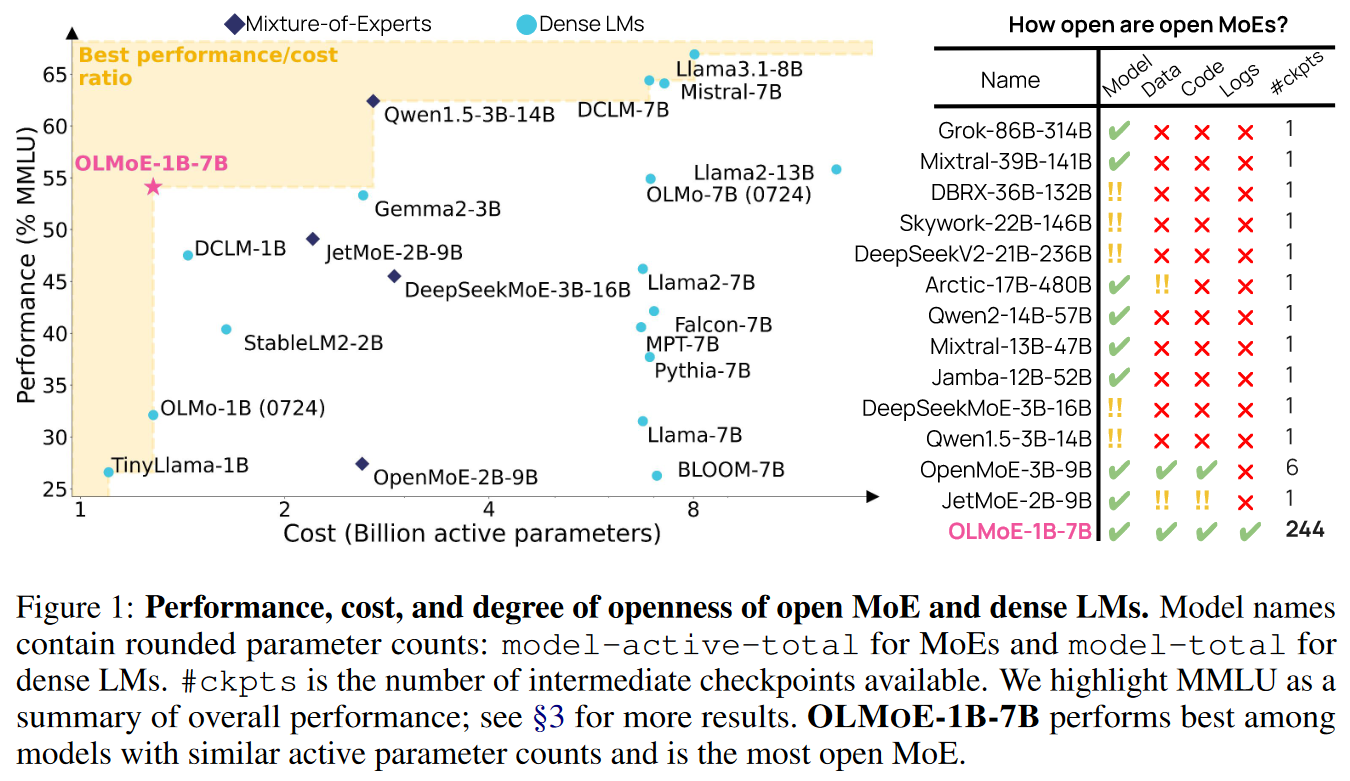 Mixture-of-Experts
Dense LMs
Best performance/cost
ratio
65
60
55
50
45
40
35
30
25
Performance (% MMLU)
Llama3.1-8B
Mistral-7B
DCLM-7B
Qwen1.5-3B-14B
OLMoE-1B-7B
Llama2-13B
OLMo-7B (0724)
Gemma2-3B
DCLM-1B
JetMoE-2B-9B
DeepSeekMoE-3B-16B
Llama2-7B
Falcon-7B
MPT-7B
StableLM2-2B
Pythia-7B
OLMo-1B (0724)
Llama-7B
TinyLlama-1B
OpenMoE-2B-9B
BLOOM-7B
1
2
4
8
Cost (Billion active parameters)
How open are open MoEs?
Name Model Data Code Logs #ckpts
Grok-86B-314B ✔ ✕ ✕ ✕ 1
Mixtral-39B-141B ✔ ✕ ✕ ✕ 1
DBRX-36B-132B !! ✕ ✕ ✕ 1
Skywork-22B-146B !! ✕ ✕ ✕ 1
DeepSeekV2-21B-236B !! ✕ ✕ ✕ 1
Arctic-17B-480B ✔ !! ✕ ✕ 1
Qwen2-14B-57B ✔ ✕ ✕ ✕ 1
Mixtral-13B-47B ✔ ✕ ✕ ✕ 1
Jamba-12B-52B ✔ ✕ ✕ ✕ 1
DeepSeekMoE-3B-16B !! ✕ ✕ ✕ 1
Qwen1.5-3B-14B !! ✕ ✕ ✕ 1
OpenMoE-3B-9B ✔ ✔ ✔ ✕ 6
JetMoE-2B-9B ✔ !! !! ✕ 1
OLMoE-1B-7B ✔ ✔ ✔ ✔ 244
Figure 1: Performance, cost, and degree of openness of open MoE and dense LMs. Model names
contain rounded parameter counts: model-active-total for MoEs and model-total for
dense LMs. #ckpts is the number of intermediate checkpoints available. We highlight MMLU as a
summary of overall performance; see §3 for more results. OLMOE-1B-7B performs best among
models with similar active parameter counts and is the most open MoE.